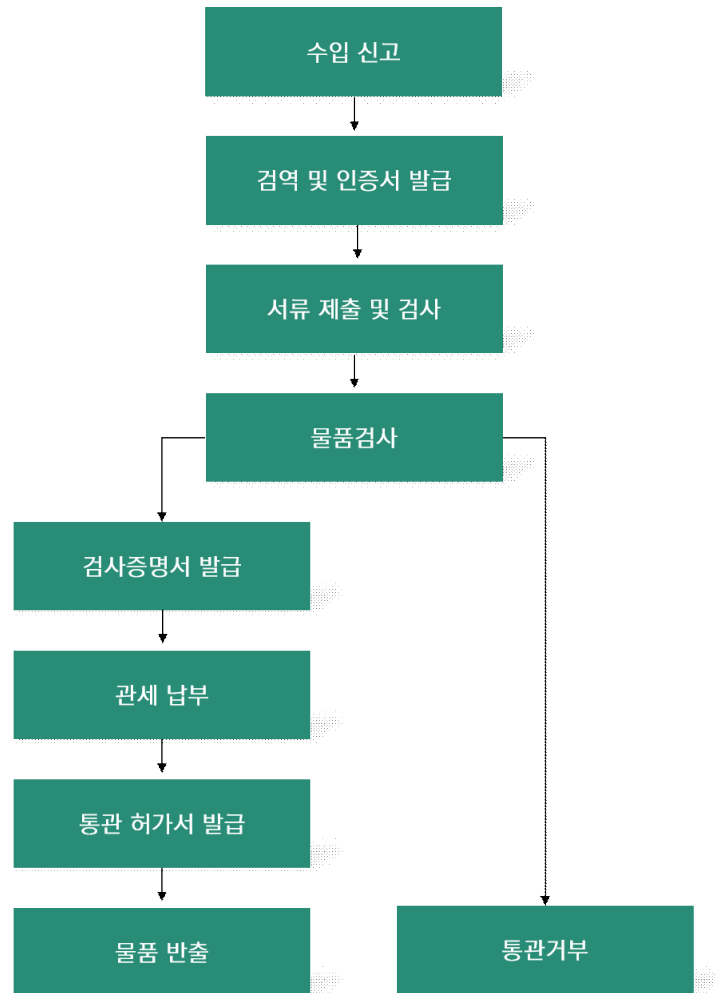 수입 신고
검역 및 인증서 발급
서류 제출 및 검사
물품검사
검사증명서 발급
관세 납부
통관 허가서 발급
물품 반출
통관거부